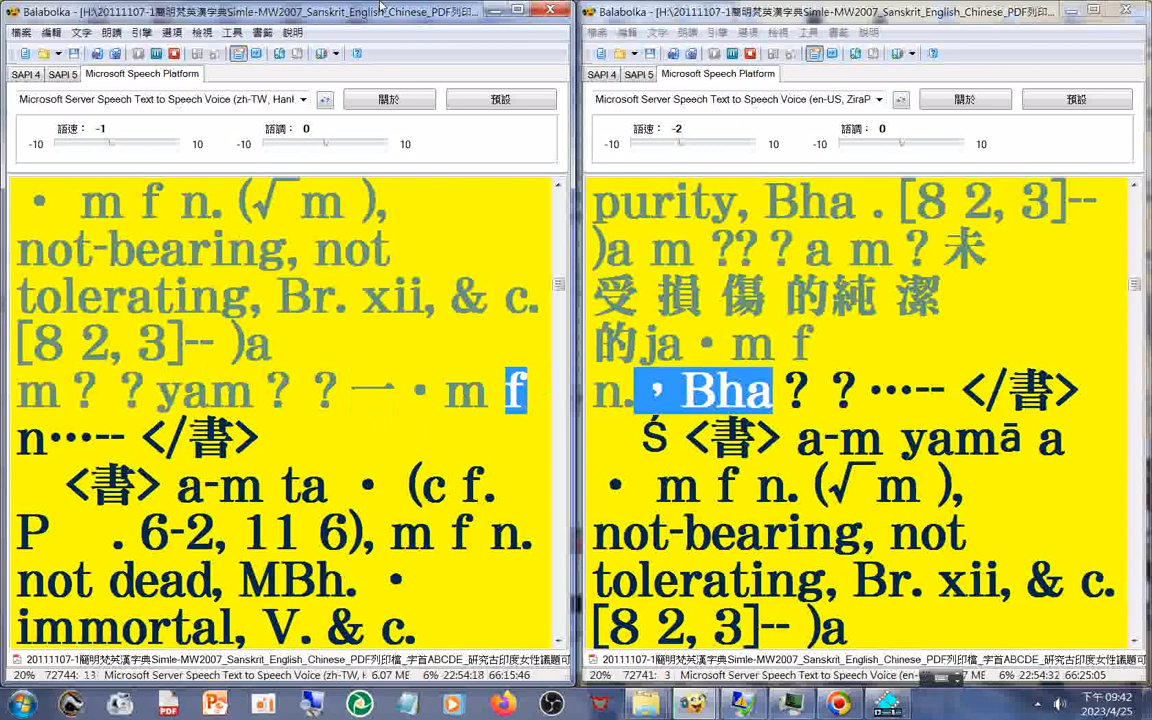 Balabolka - [H:\20111107-1簡明梵英漢字典Simle-MW2007_Sanskrit_English_Chinese_PDF列印...
檔案 編輯 文字 朗讀 引擎 選項 檢視 工具 書籤 說明
SAPI 4 SAPI 5 Microsoft Speech Platform
Microsoft Server Speech Text to Speech Voice (zh-TW, HanH
關於 預設
語速： -1 語調： 0
-10 10 -10 10
• m f n. (√ m ),
not-bearing, not
tolerating, Br. xii, & c.
[8 2, 3]-- )a
m？？yam？？一•m f
n…-- </書>
<書> a-m ta • (c f.
P . 6-2, 11 6), m f n.
not dead, MBh. •
immortal, V. & c.
20111107-1簡明梵英漢字典Simle-MW2007_Sanskrit_English_Chinese_PDF列印檔_字首ABCDE_研究古印度女性議題可
20% 72744: 13 Microsoft Server Speech Text to Speech Voice (zh-TW, H 6.07 MB 6% 22:54:18 66:15:46
Balabolka - [H:\20111107-1簡明梵英漢字典Simle-MW2007_Sanskrit_English_Chinese_PDF列印...
檔案 編輯 文字 朗讀 引擎 選項 檢視 工具 書籤 說明
SAPI 4 SAPI 5 Microsoft Speech Platform
Microsoft Server Speech Text to Speech Voice (en-US, ZiraP
關於 預設
語速： -2 語調： 0
-10 10 -10 10
purity, Bha . [8 2, 3]--
)a m ??？a m？未
受 損 傷 的純 潔
的ja•m f
n.，Bha？？…-- </書>
Ś <書> a-m yamā a
• m f n. (√ m ),
not-bearing, not
tolerating, Br. xii, & c.
[8 2, 3]-- )a
20111107-1簡明梵英漢字典Simle-MW2007_Sanskrit_English_Chinese_PDF列印檔_字首ABCDE_研究古印度女性議題可
20% 72741: 3 Microsoft Server Speech Text to Speech Voice 6% 22:54:32 66:25:05
下午 09:42
2023/4/25